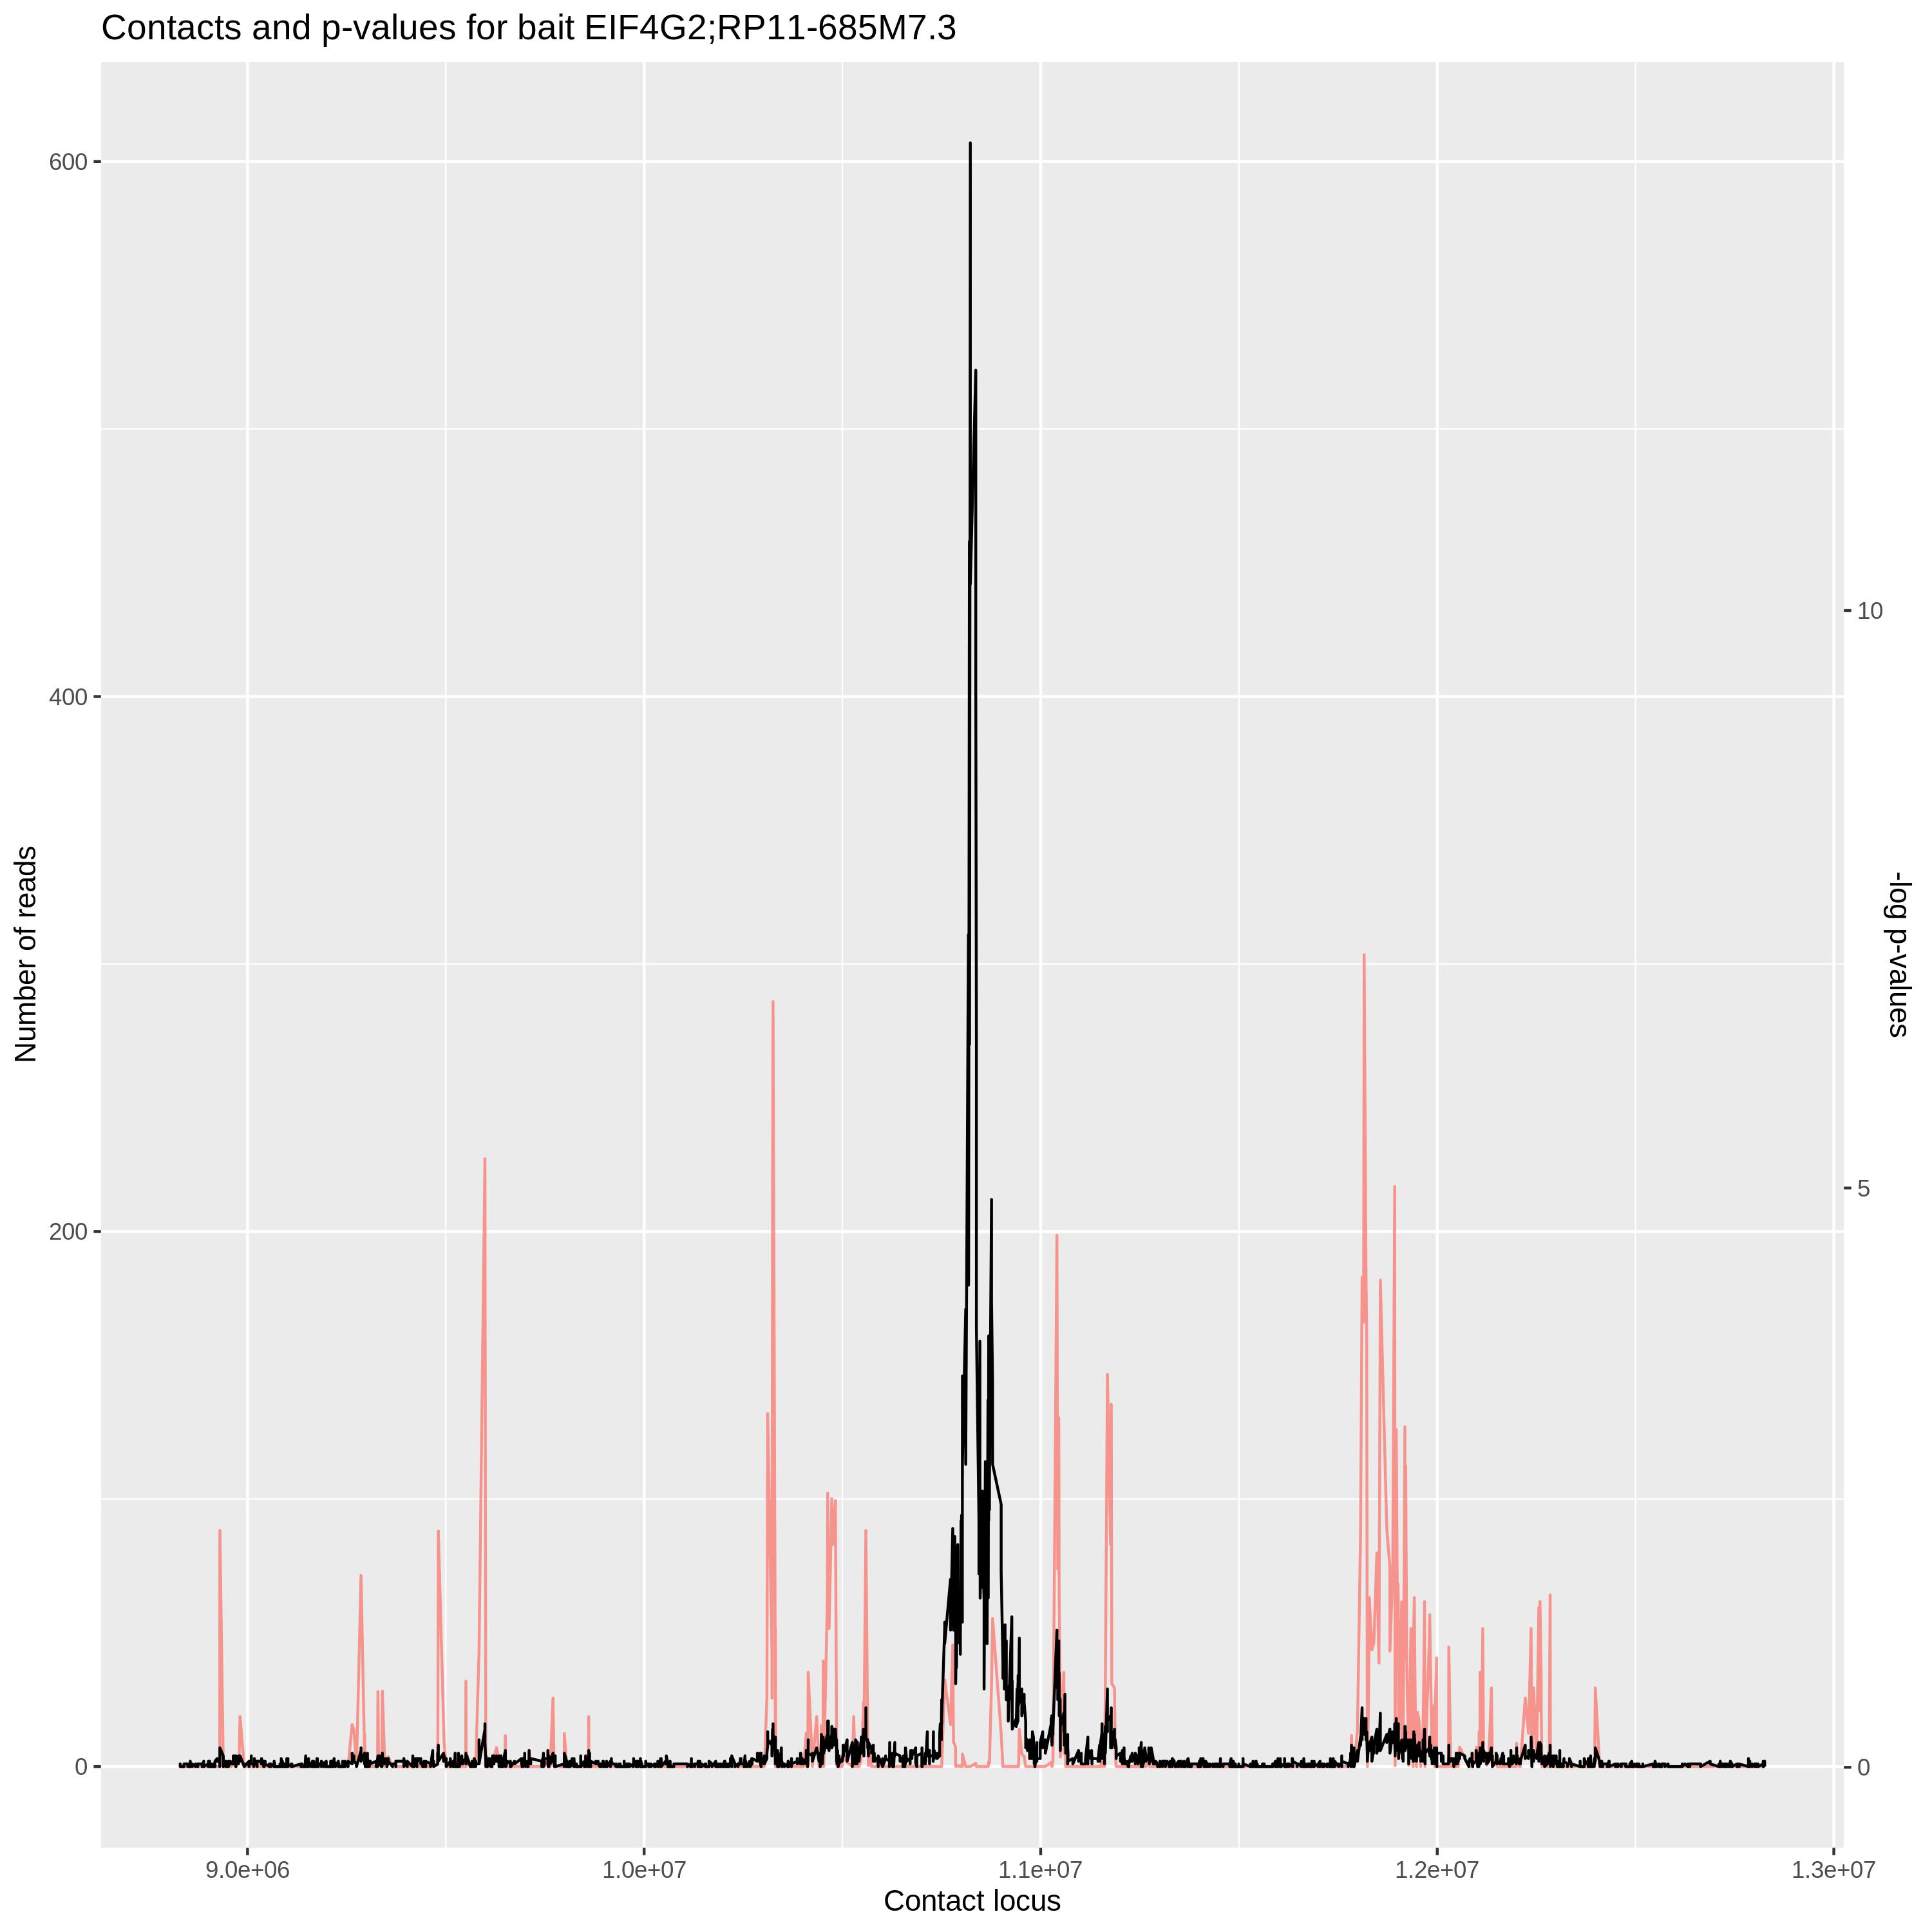 Contacts and p-values for bait EIF4G2;RP11-685M7.3
600
400
200
0
Number of reads
10
5
0
-log p-values
9.0e+06
1.0e+07
1.1e+07
1.2e+07
1.3e+07
Contact locus